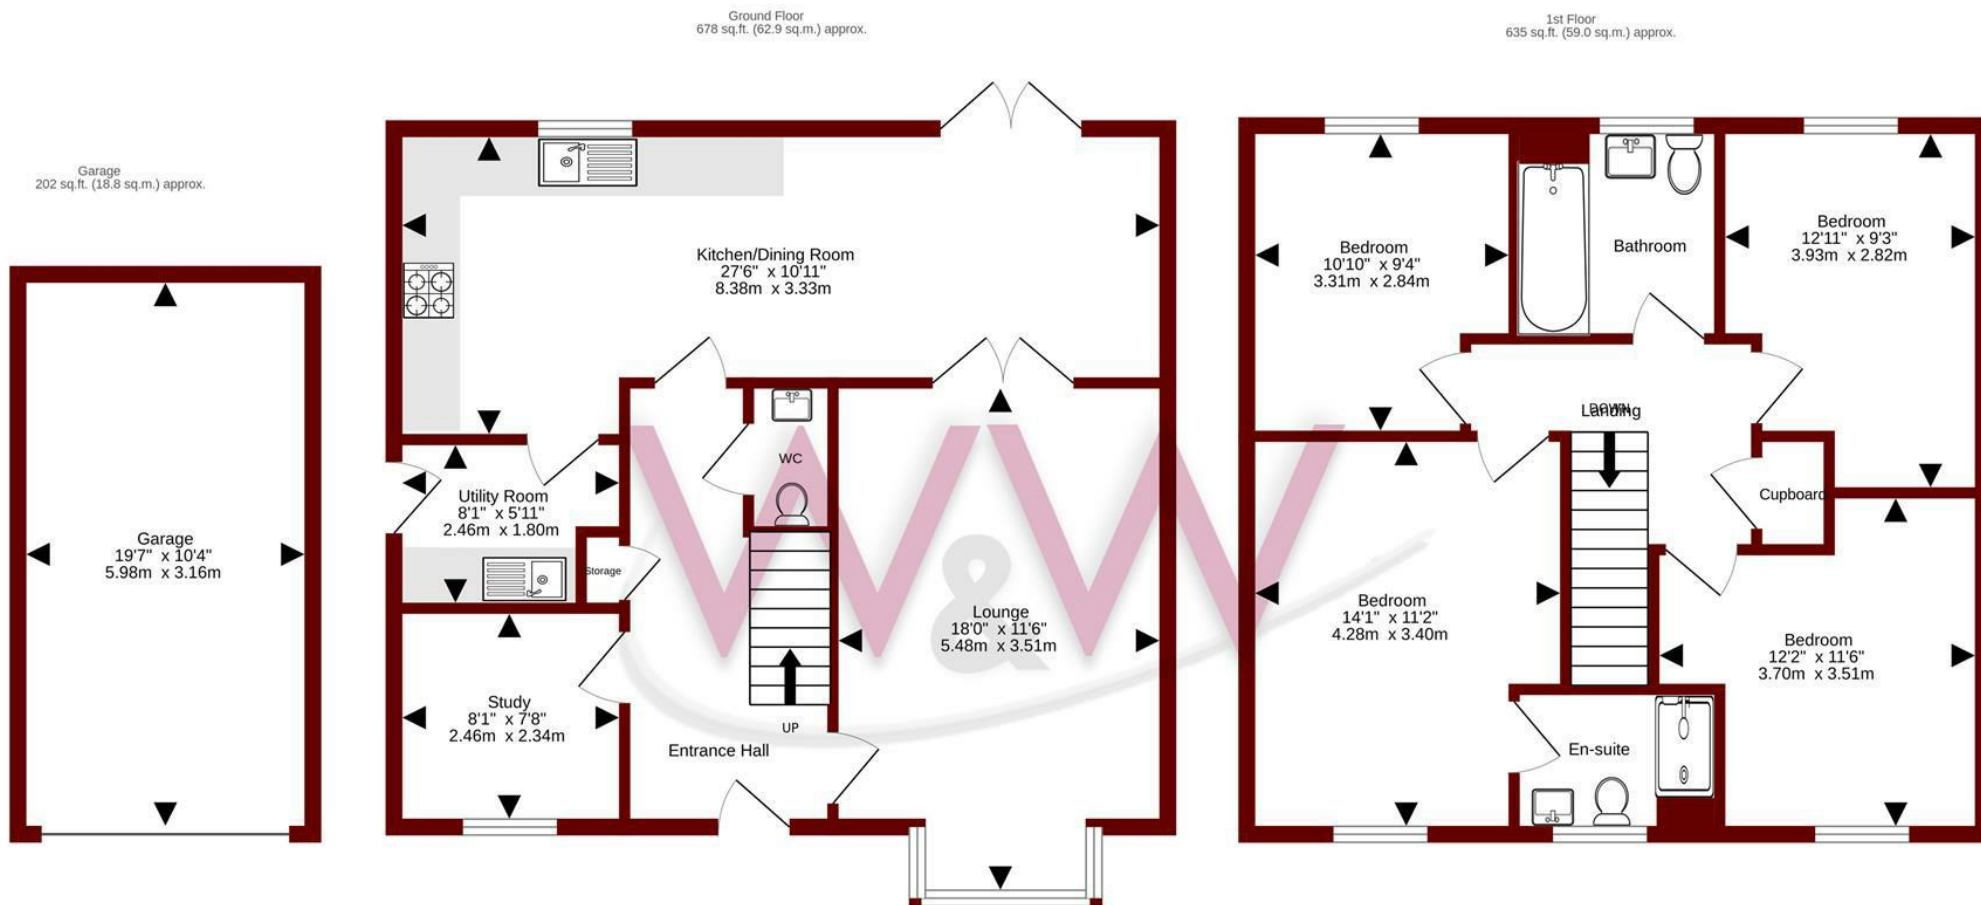 Garage
202 sq.ft. (18.8 sq.m.) approx.
Garage
19'7" x 10'4"
5.98m x 3.16m
Ground Floor
678 sq.ft. (62.9 sq.m.) approx.
Kitchen/Dining Room
27'6" x 10'11"
8.38m x 3.33m
Utility Room
8'1" x 5'11"
2.46m x 1.80m
WC
Storage
Study
8'1" x 7'8"
2.46m x 2.34m
Entrance Hall
UP
Lounge
18'0" x 11'6"
5.48m x 3.51m
W&W
1st Floor
635 sq.ft. (59.0 sq.m.) approx.
Bedroom
10'10" x 9'4"
3.31m x 2.84m
Bathroom
Bedroom
12'11" x 9'3"
3.93m x 2.82m
DOWN
Landing
Cupboard
Bedroom
14'1" x 11'2"
4.28m x 3.40m
Bedroom
12'2" x 11'6"
3.70m x 3.51m
En-suite